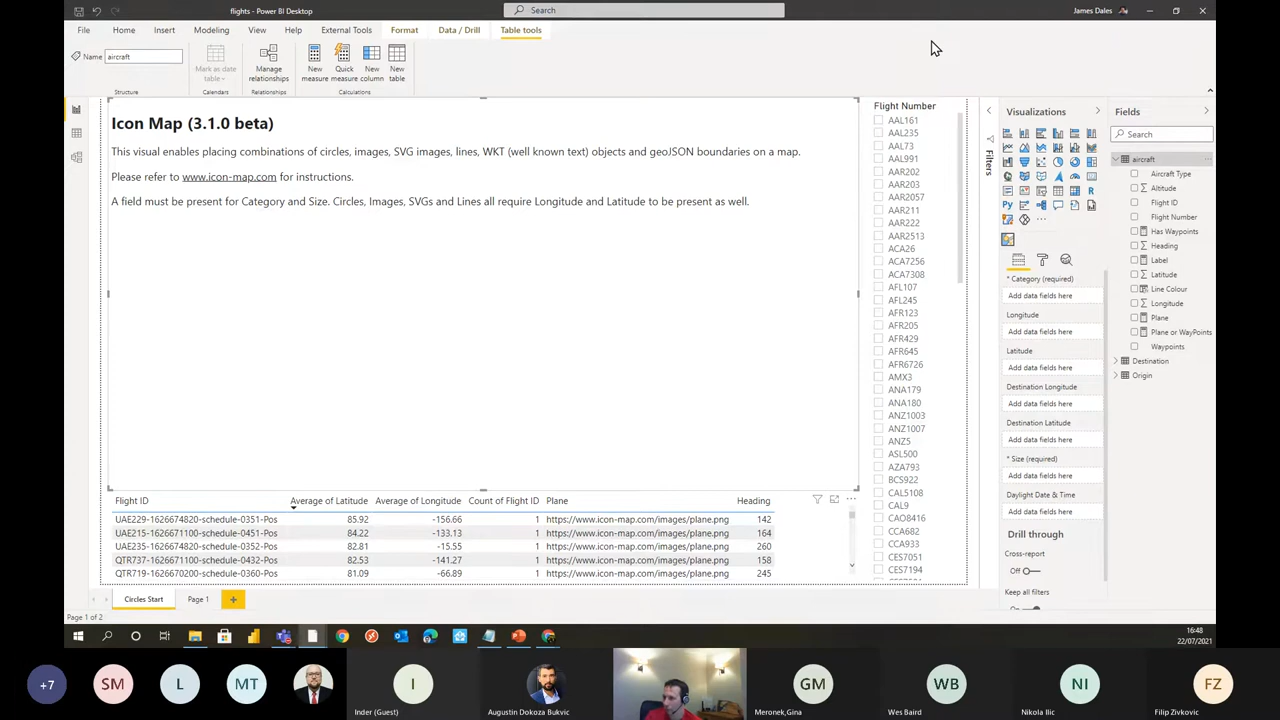 flights - Power BI Desktop
Search
James Dales
File
Home
Insert
Modeling
View
Help
External Tools
Format
Data / Drill
Table tools
Name
aircraft
Mark as date
table
Manage
relationships
New
measure
Quick
measure
New
column
New
table
Structure
Calendars
Relationships
Calculations
Icon Map (3.1.0 beta)
This visual enables placing combinations of circles, images, SVG images, lines, WKT (well known text) objects and geoJSON boundaries on a map.
Please refer to www.icon-map.com for instructions.
A field must be present for Category and Size. Circles, Images, SVGs and Lines all require Longitude and Latitude to be present as well.
Flight ID Average of Latitude Average of Longitude Count of Flight ID Plane Heading
UAE229-1626674820-schedule-0351-Pos 85.92 -156.66 1 https://www.icon-map.com/images/plane.png 142
UAE215-1626671100-schedule-0451-Pos 84.22 -133.13 1 https://www.icon-map.com/images/plane.png 164
UAE235-1626674820-schedule-0352-Pos 82.81 -15.55 1 https://www.icon-map.com/images/plane.png 260
QTR737-1626671100-schedule-0432-Pos 82.53 -141.27 1 https://www.icon-map.com/images/plane.png 158
QTR719-1626670200-schedule-0360-Pos 81.09 -66.89 1 https://www.icon-map.com/images/plane.png 245
Flight Number
AAL161
AAL235
AAL73
AAL991
AAR202
AAR203
AAR2057
AAR211
AAR222
AAR2513
ACA26
ACA7256
ACA7308
AFL107
AFL245
AFR123
AFR205
AFR429
AFR645
AFR6726
AMX3
ANA179
ANA180
ANZ1003
ANZ1007
ANZ5
ASL500
AZA793
BCS922
CAL5108
CAL9
CAO8416
CCA682
CCA933
CES7051
CES7194
Filters
Visualizations
Py
R
* Category (required)
Add data fields here
Longitude
Add data fields here
Latitude
Add data fields here
Destination Longitude
Add data fields here
Destination Latitude
Add data fields here
* Size (required)
Add data fields here
Daylight Date & Time
Add data fields here
Drill through
Cross-report
Off
Keep all filters
Fields
Search
aircraft
Aircraft Type
Altitude
Flight ID
Flight Number
Has Waypoints
Heading
Label
Latitude
Line Colour
Longitude
Plane
Plane or WayPoints
Waypoints
Destination
Origin
Circles Start
Page 1
Page 1 of 2
16:48
22/07/2021
+7
SM
L
MT
I
Inder (Guest)
Augustin Dokoza Bukvic
GM
Meronek,Gina
WB
Wes Baird
NI
Nikola Ilic
FZ
Filip Zivkovic